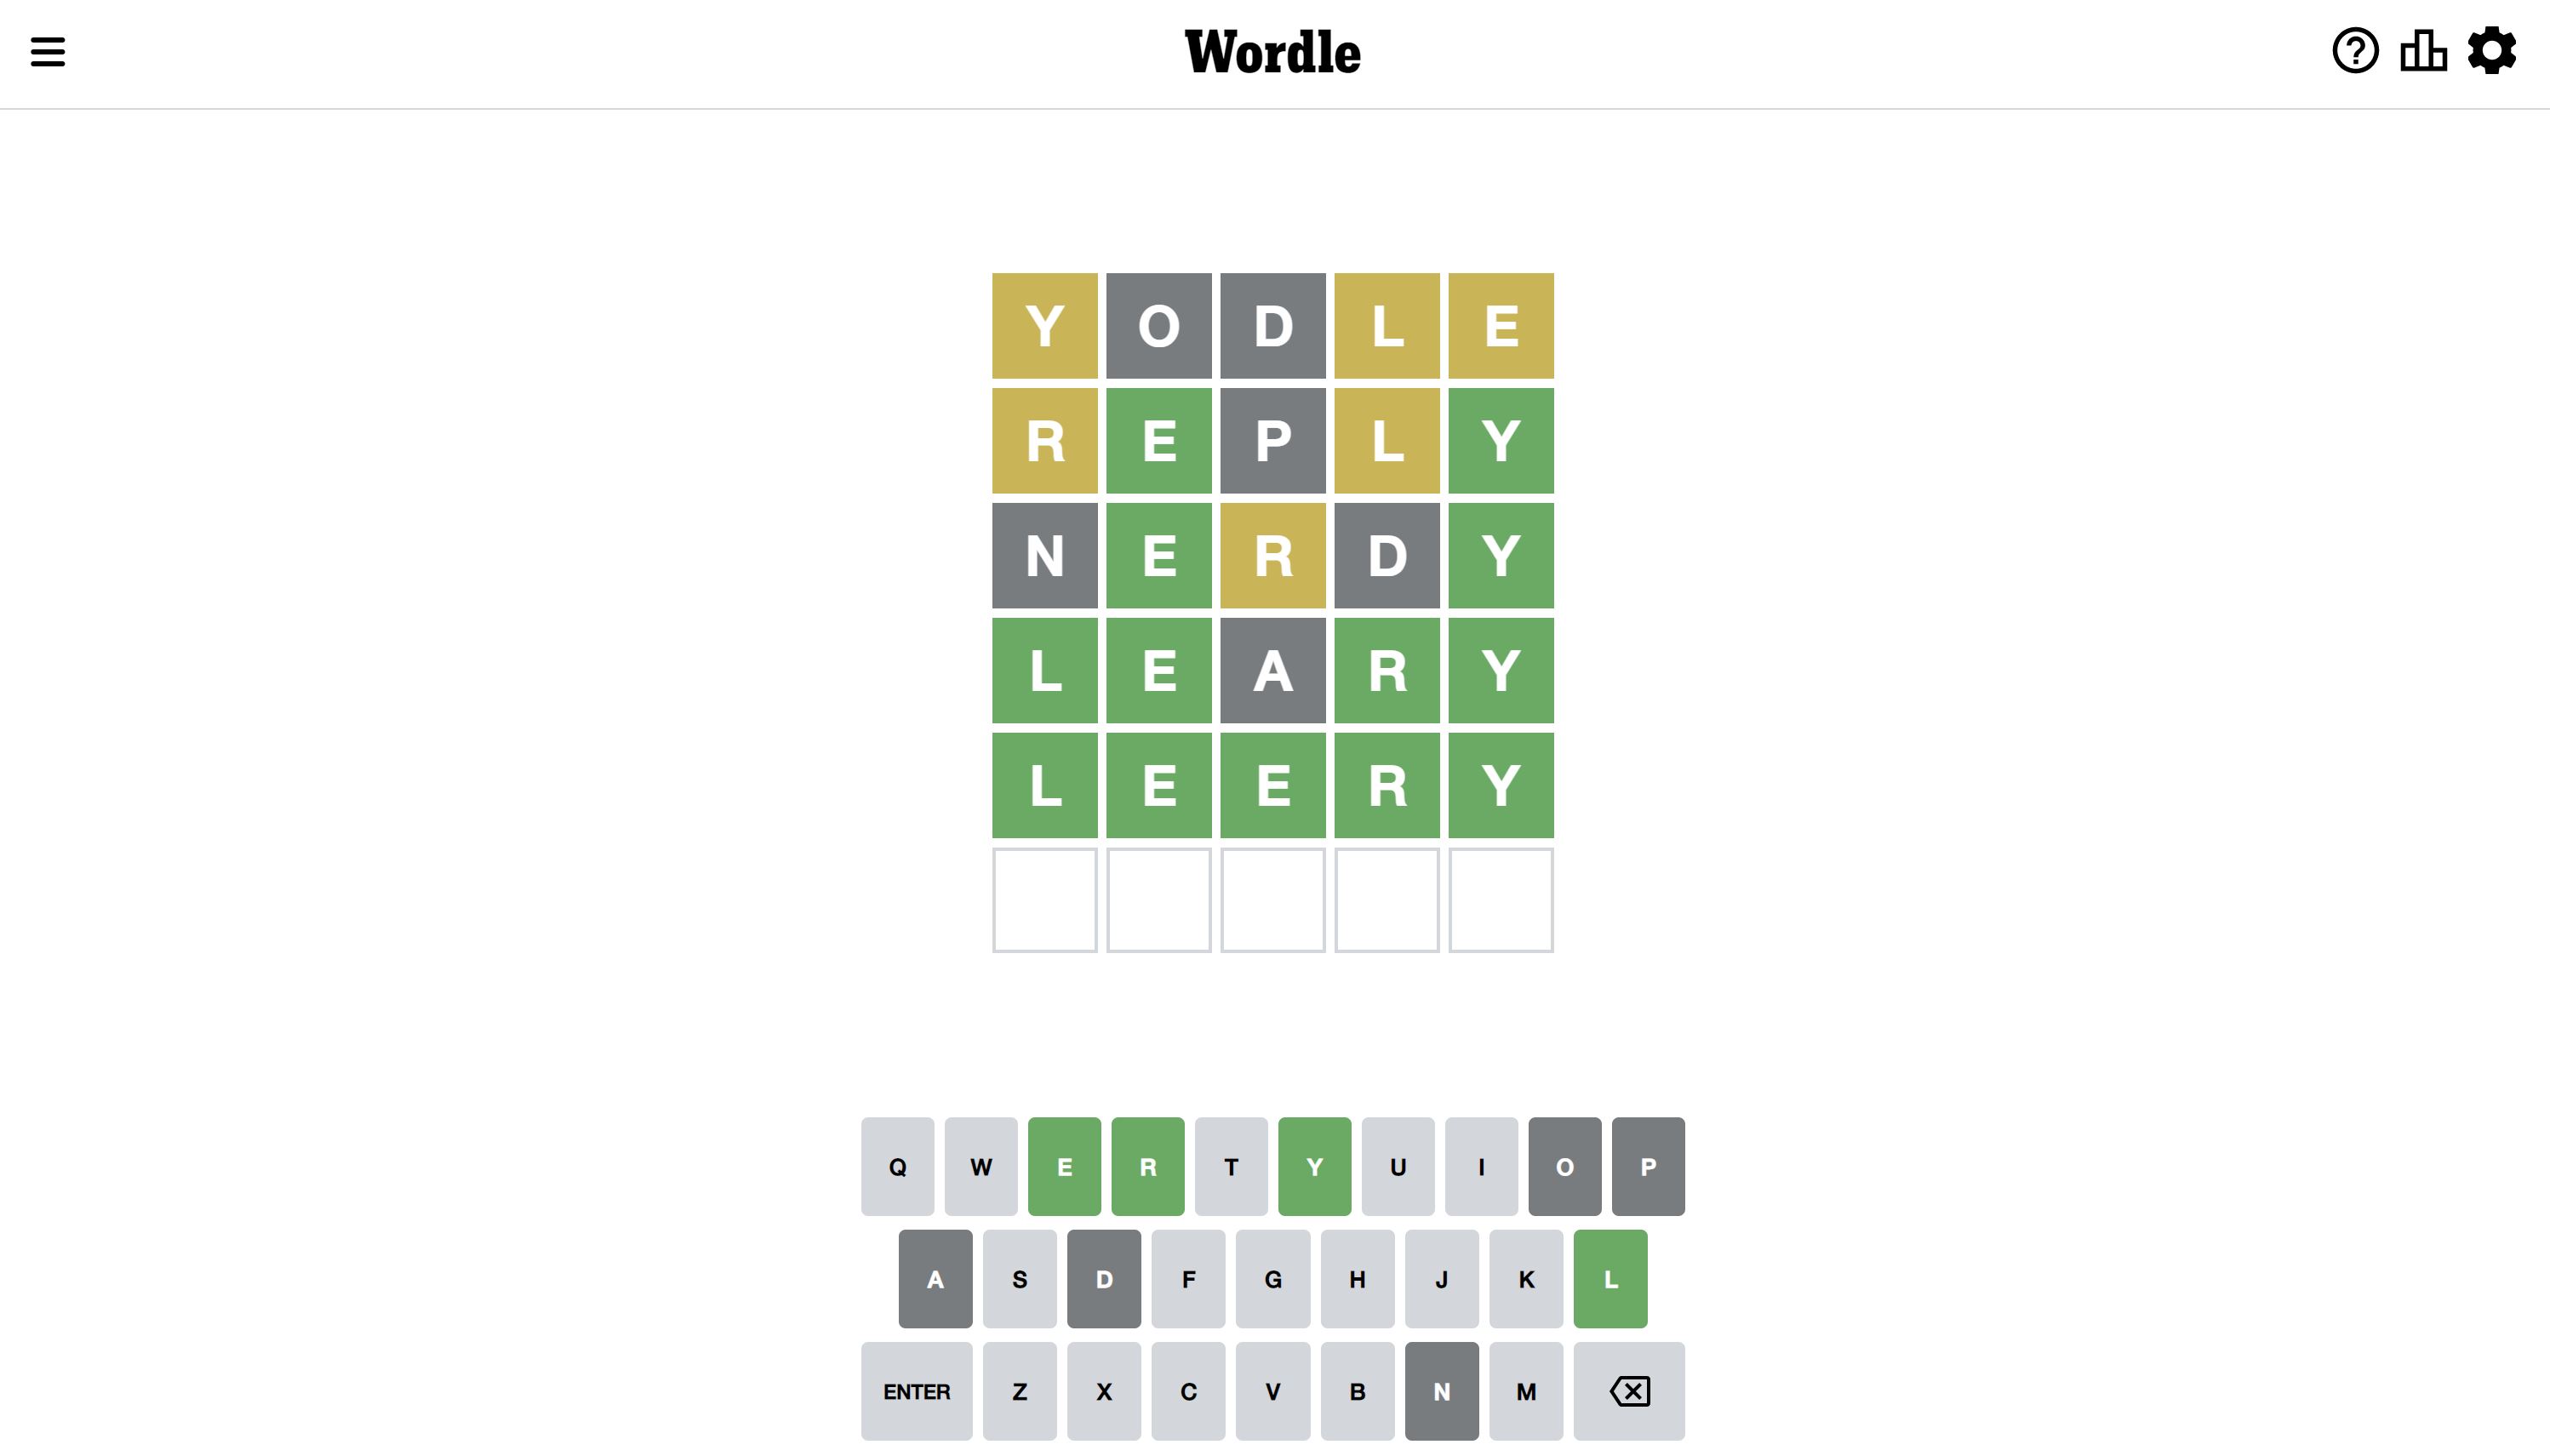 Wordle
Y O D L E
R E P L Y
N E R D Y
L E A R Y
L E E R Y
Q W E R T Y U I O P
A S D F G H J K L
ENTER Z X C V B N M